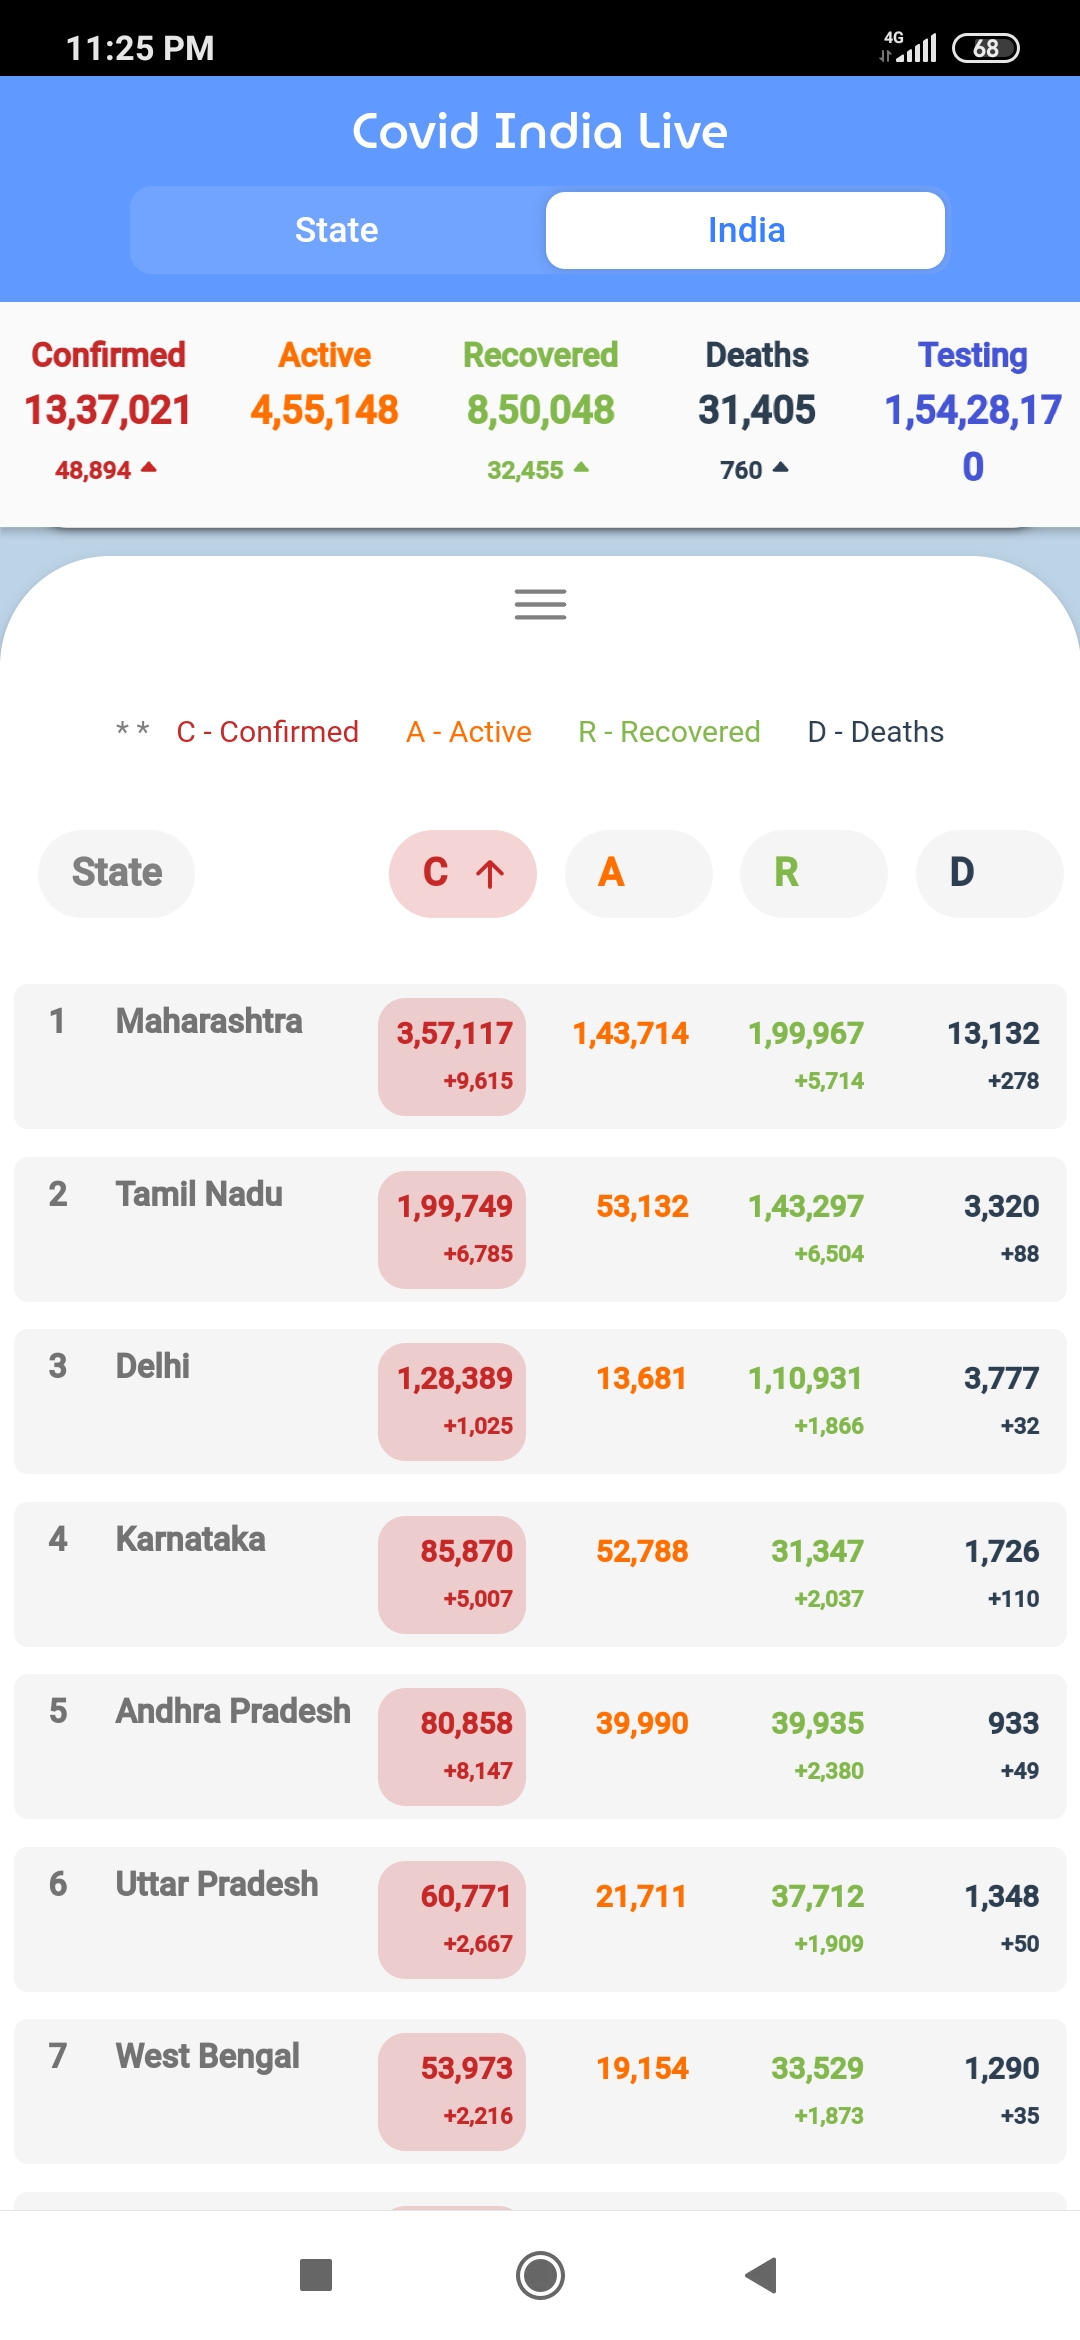 11:25 PM 4G 68
Covid India Live
State India
Confirmed Active Recovered Deaths Testing
13,37,021 4,55,148 8,50,048 31,405 1,54,28,17
0
48,894 32,455 760
* * C - Confirmed A - Active R - Recovered D - Deaths
State C A R D
1 Maharashtra 3,57,117 1,43,714 1,99,967 13,132
+9,615 +5,714 +278
2 Tamil Nadu 1,99,749 53,132 1,43,297 3,320
+6,785 +6,504 +88
3 Delhi 1,28,389 13,681 1,10,931 3,777
+1,025 +1,866 +32
4 Karnataka 85,870 52,788 31,347 1,726
+5,007 +2,037 +110
5 Andhra Pradesh 80,858 39,990 39,935 933
+8,147 +2,380 +49
6 Uttar Pradesh 60,771 21,711 37,712 1,348
+2,667 +1,909 +50
7 West Bengal 53,973 19,154 33,529 1,290
+2,216 +1,873 +35